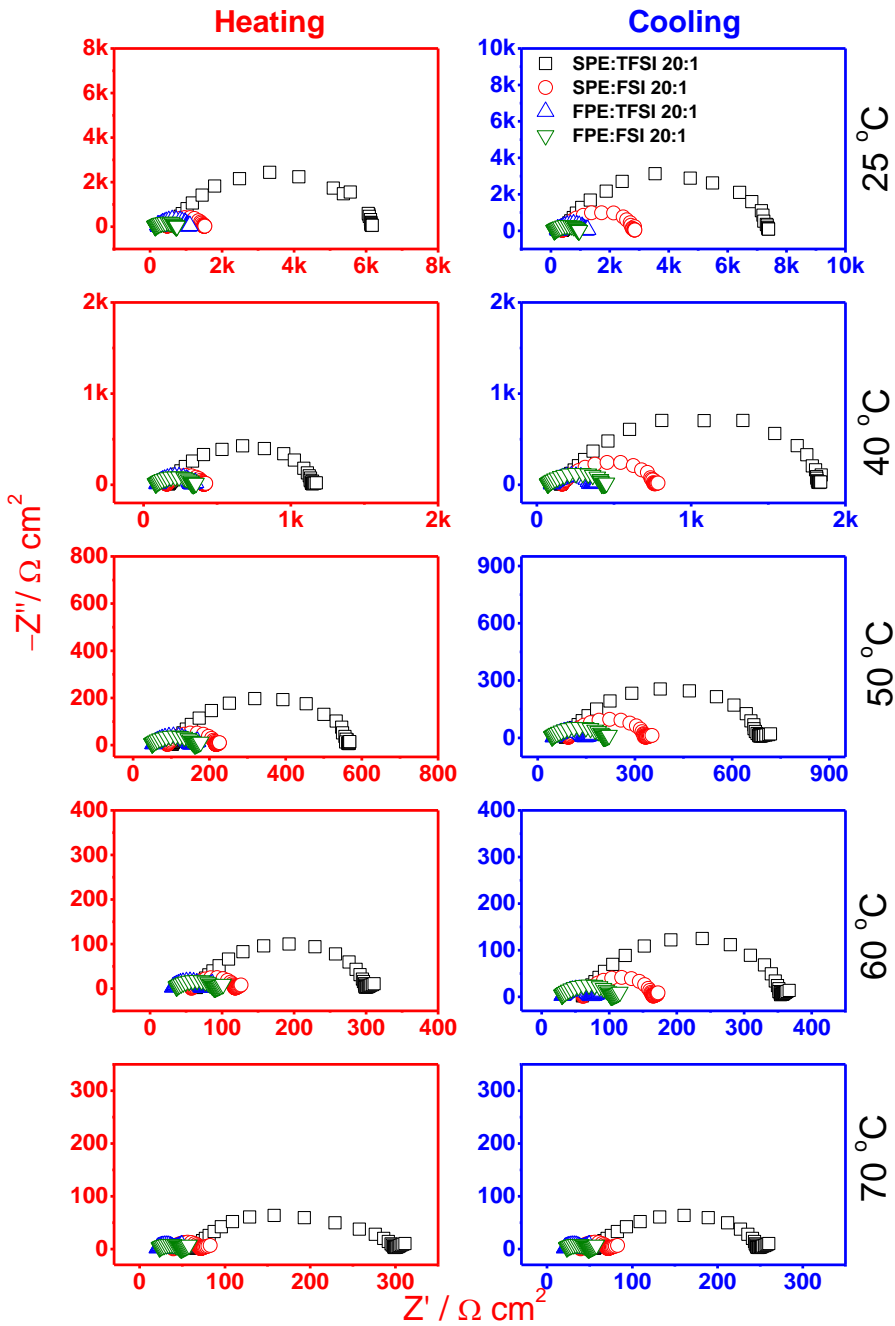 Heating
Cooling
8k
6k
4k
2k
0
0 2k 4k 6k 8k
10k
8k
6k
4k
2k
0
0 2k 4k 6k 8k 10k
SPE:TFSI 20:1
SPE:FSI 20:1
FPE:TFSI 20:1
FPE:FSI 20:1
25 °C
2k
1k
0
0 1k 2k
2k
1k
0
0 1k 2k
40 °C
–Z''/ Ω cm²
800
600
400
200
0
0 200 400 600 800
900
600
300
0
0 300 600 900
50 °C
400
300
200
100
0
0 100 200 300 400
400
300
200
100
0
0 100 200 300 400
60 °C
300
200
100
0
0 100 200 300
300
200
100
0
0 100 200 300
70 °C
Z' / Ω cm²